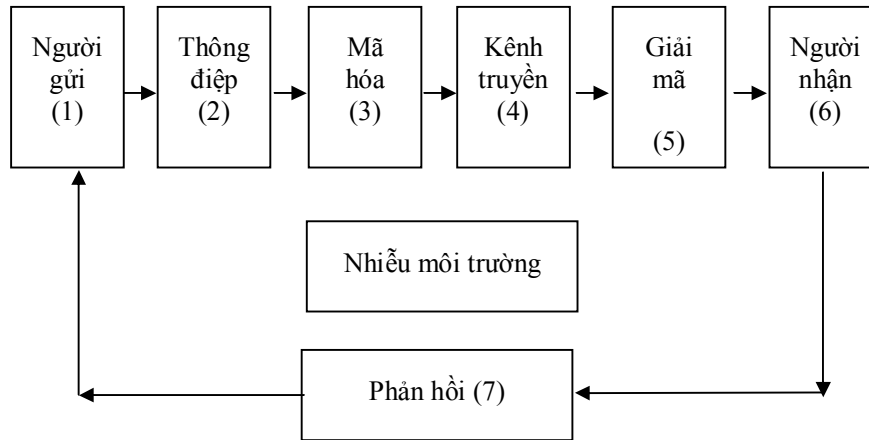 Người
gửi
(1)
Thông
điệp
(2)
Mã
hóa
(3)
Kênh
truyền
(4)
Giải
mã
(5)
Người
nhận
(6)
Nhiễu môi trường
Phản hồi (7)